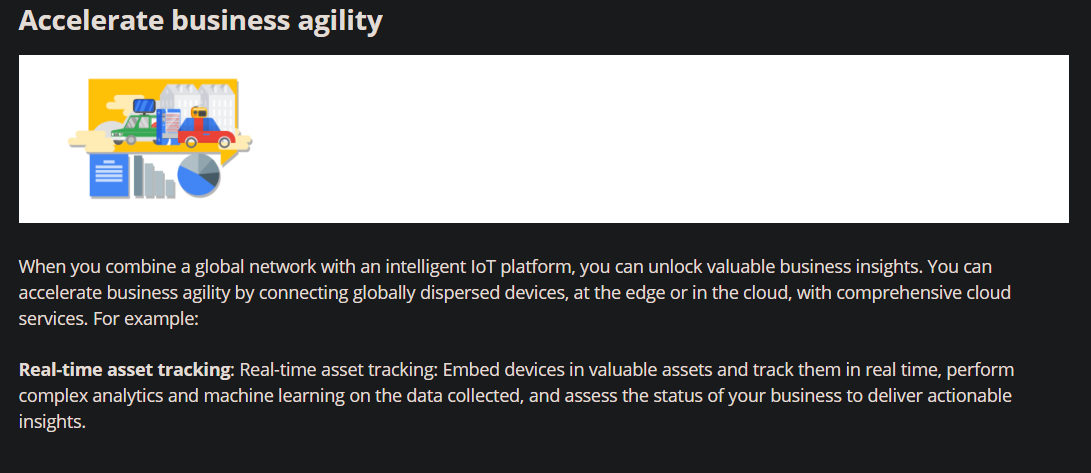 Accelerate business agility
When you combine a global network with an intelligent IoT platform, you can unlock valuable business insights. You can
accelerate business agility by connecting globally dispersed devices, at the edge or in the cloud, with comprehensive cloud
services. For example:
Real-time asset tracking: Real-time asset tracking: Embed devices in valuable assets and track them in real time, perform
complex analytics and machine learning on the data collected, and assess the status of your business to deliver actionable
insights.